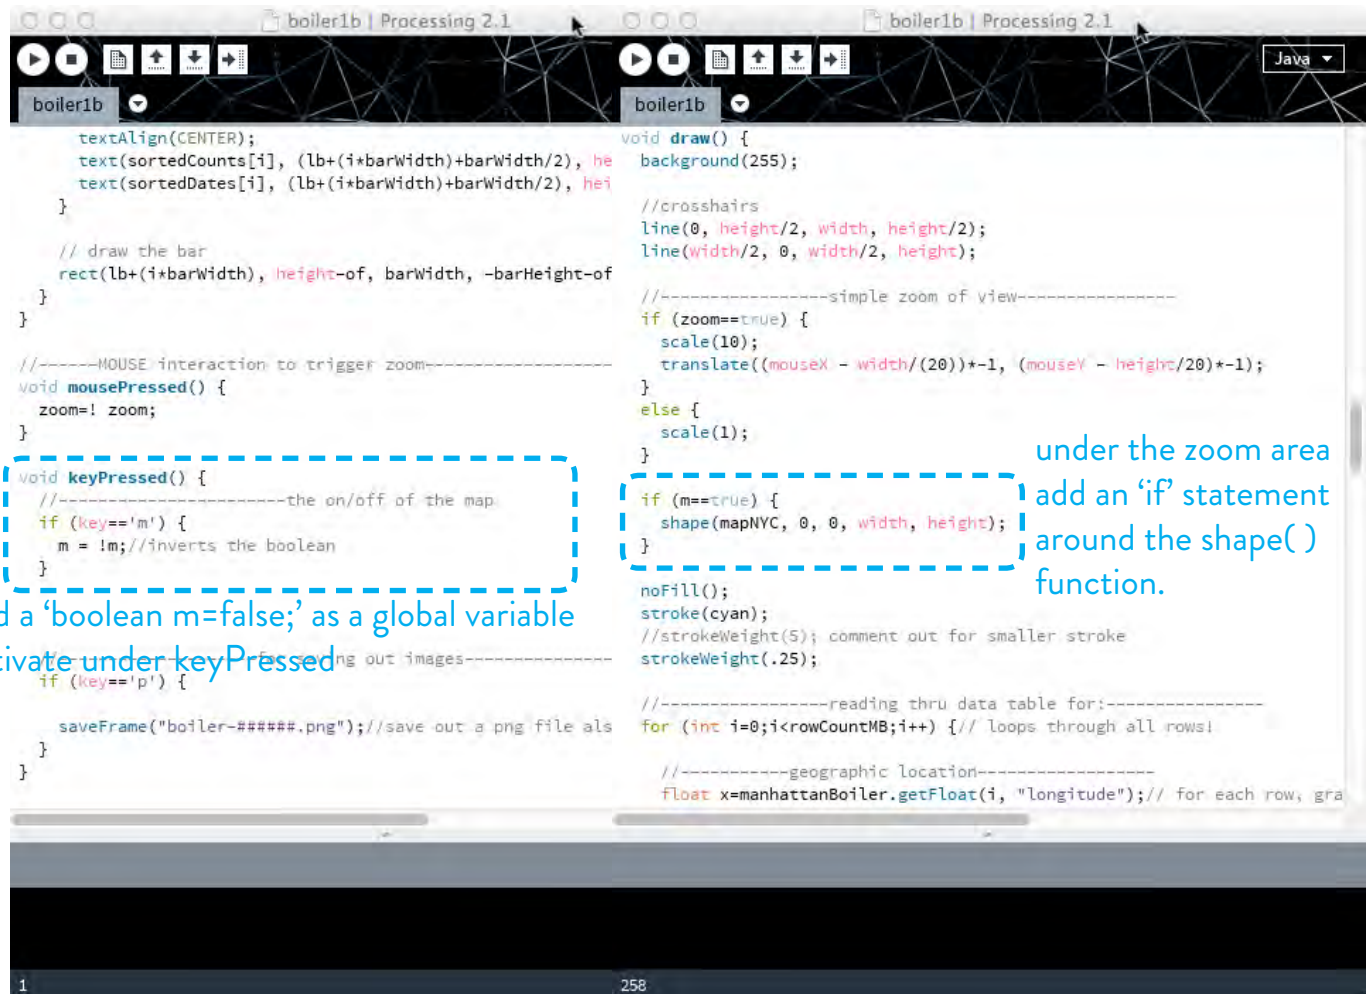 boiler1b | Processing 2.1
boiler1b
textAlign(CENTER);
text(sortedCounts[i], (lb+(i*barWidth)+barWidth/2), he
text(sortedDates[i], (lb+(i*barWidth)+barWidth/2), hei
}
// draw the bar
rect(lb+(i*barWidth), height-of, barWidth, -barHeight-of
}
}
//------MOUSE interaction to trigger zoom-------------------
void mousePressed() {
zoom=! zoom;
}
void keyPressed() {
//-----------------------the on/off of the map
if (key=='m') {
m = !m;//inverts the boolean
}
d a ‘boolean m=false;’ as a global variable
tivate under keyPressed
ng out images---------------
if (key=='p') {
saveFrame("boiler-######.png");//save out a png file als
}
}
1
boiler1b | Processing 2.1
Java
boiler1b
void draw() {
background(255);
//crosshairs
line(0, height/2, width, height/2);
line(width/2, 0, width/2, height);
//-----------------simple zoom of view----------------
if (zoom==true) {
scale(10);
translate((mouseX - width/(20))*-1, (mouseY - height/20)*-1);
}
else {
scale(1);
}
if (m==true) {
shape(mapNYC, 0, 0, width, height);
}
under the zoom area
add an ‘if’ statement
around the shape( )
function.
noFill();
stroke(cyan);
//strokeWeight(5); comment out for smaller stroke
strokeWeight(.25);
//-----------------reading thru data table for:----------------
for (int i=0;i<rowCountMB;i++) {// loops through all rows!
//-----------geographic location------------------
float x=manhattanBoiler.getFloat(i, "longitude");// for each row, gra
258